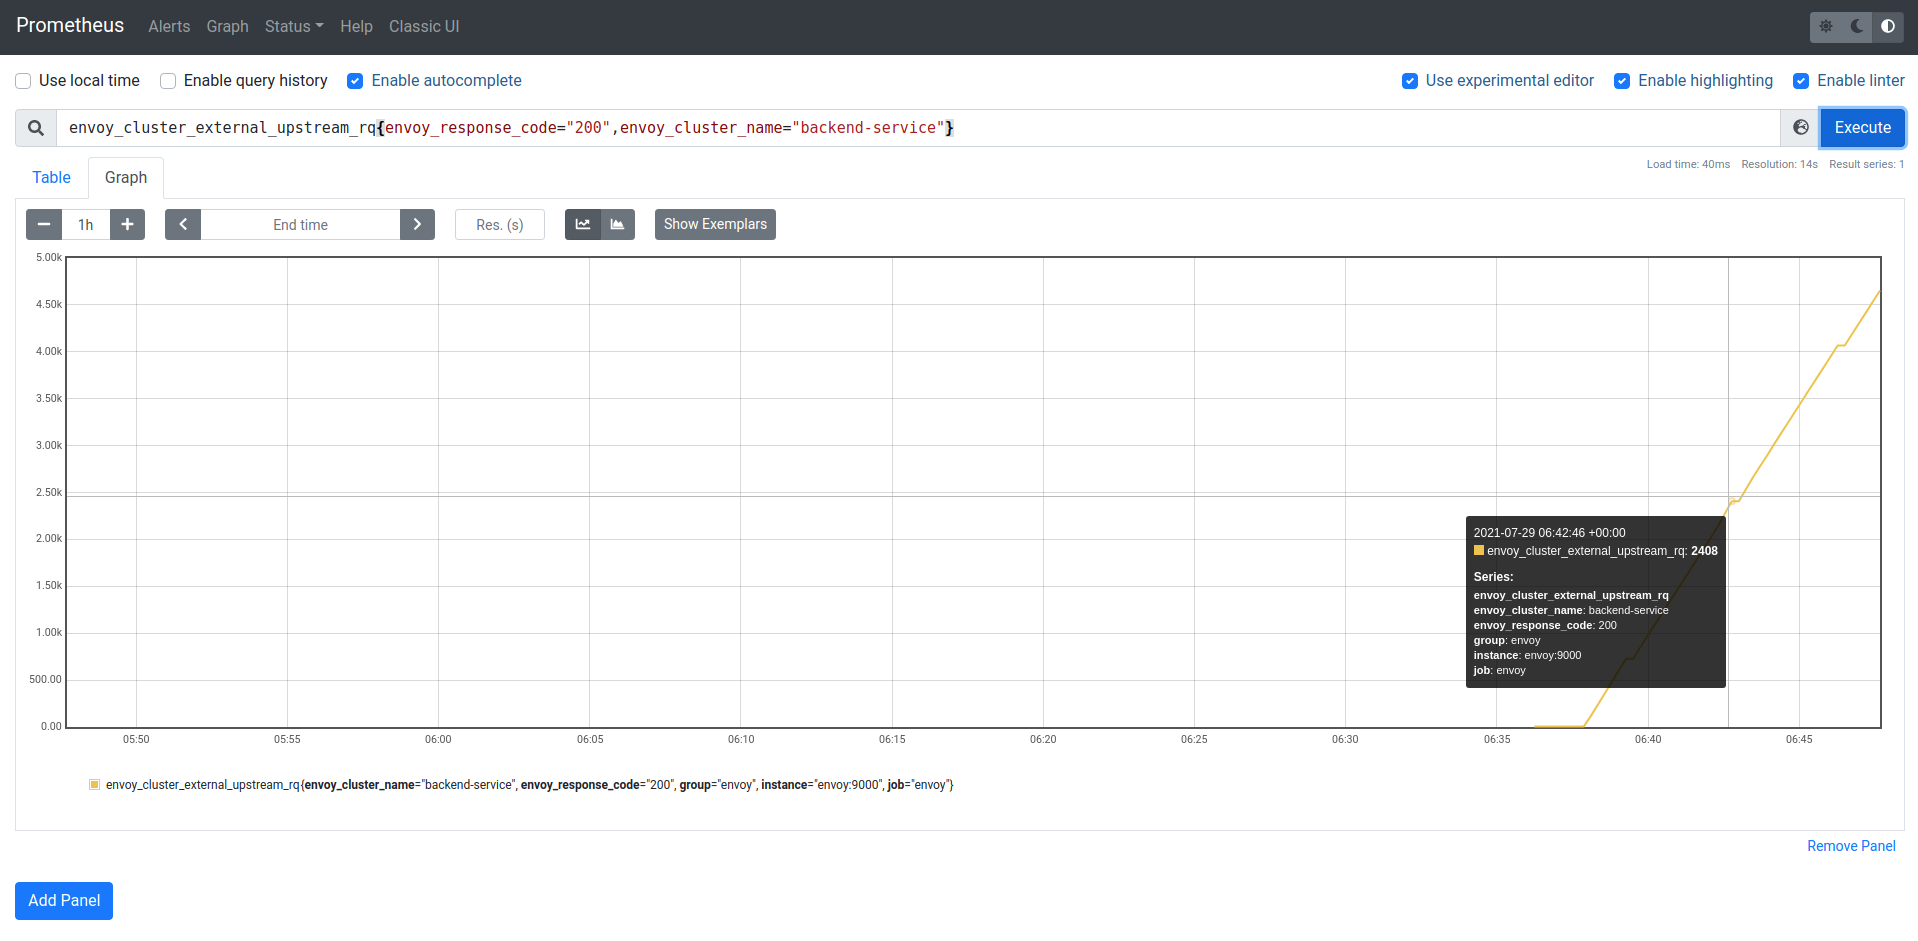 Prometheus Alerts Graph Status Help Classic UI
Use local time Enable query history Enable autocomplete Use experimental editor Enable highlighting Enable linter
envoy_cluster_external_upstream_rq{envoy_response_code="200",envoy_cluster_name="backend-service"} Execute
Load time: 40ms Resolution: 14s Result series: 1
Table Graph
1h End time Res. (s) Show Exemplars
5.00k
4.50k
4.00k
3.50k
3.00k
2.50k
2.00k
1.50k
1.00k
500.00
0.00
2021-07-29 06:42:46 +00:00
envoy_cluster_external_upstream_rq: 2408
Series:
envoy_cluster_external_upstream_rq
envoy_cluster_name: backend-service
envoy_response_code: 200
group: envoy
instance: envoy:9000
job: envoy
05:50 05:55 06:00 06:05 06:10 06:15 06:20 06:25 06:30 06:35 06:40 06:45
envoy_cluster_external_upstream_rq{envoy_cluster_name="backend-service", envoy_response_code="200", group="envoy", instance="envoy:9000", job="envoy"}
Remove Panel
Add Panel